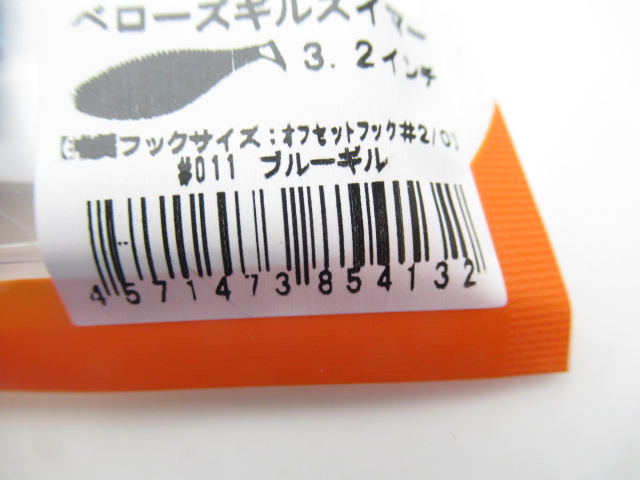 ベローズギルスイマー
3.2インチ
フックサイズ:オフセットフック#2/0】
#011 ブルーギル
4571473854132